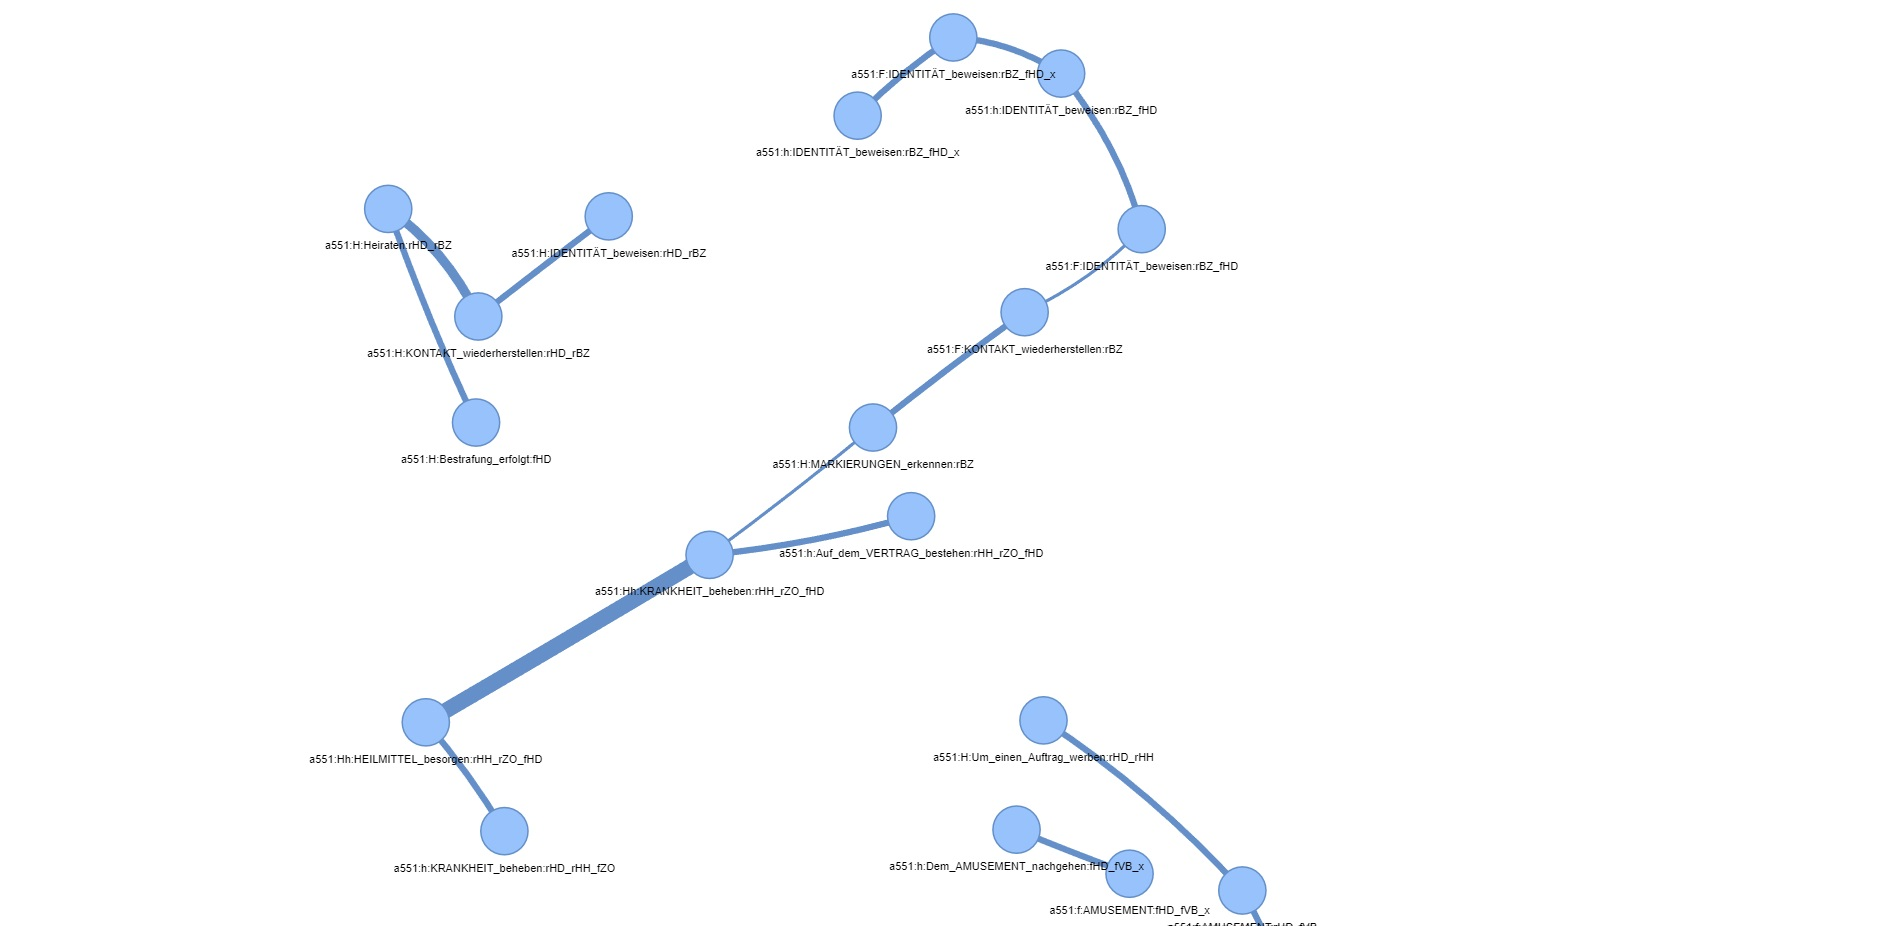 a551:F:IDENTITÄT_beweisen:rBZ_fHD_x
a551:h:IDENTITÄT_beweisen:rBZ_fHD
a551:h:IDENTITÄT_beweisen:rBZ_fHD_x
a551:H:Heiraten:rHD_rBZ
a551:H:IDENTITÄT_beweisen:rHD_rBZ
a551:F:IDENTITÄT_beweisen:rBZ_fHD
a551:F:KONTAKT_wiederherstellen:rBZ
a551:H:KONTAKT_wiederherstellen:rHD_rBZ
a551:H:Bestrafung_erfolgt:fHD
a551:H:MARKIERUNGEN_erkennen:rBZ
a551:h:Auf_dem_VERTRAG_bestehen:rHH_rZO_fHD
a551:Hh:KRANKHEIT_beheben:rHH_rZO_fHD
a551:H:Um_einen_Auftrag_werben:rHD_rHH
a551:Hh:HEILMITTEL_besorgen:rHH_rZO_fHD
a551:h:Dem_AMUSEMENT_nachgehen:fHD_fVB_x
a551:h:KRANKHEIT_beheben:rHD_rHH_fZO
a551:f:AMUSEMENT:fHD_fVB_x